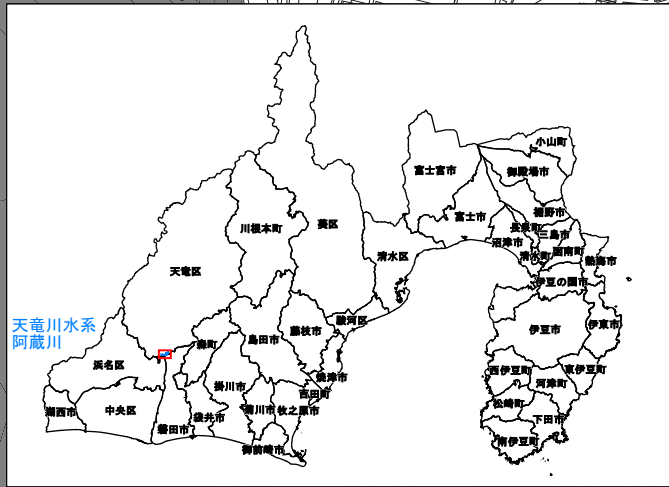 小山町
御殿場市
富士宮市
裾野市
富士市
長泉町
三島市
沼津市
清水町
函南町
熱海市
伊豆の国市
川根本町
葵区
清水区
天竜区
駿河区
伊豆市
伊東市
天竜川水系
阿蔵川
森町
島田市
藤枝市
浜名区
焼津市
西伊豆町
東伊豆町
掛川市
河津町
吉田町
湖西市
中央区
袋井市
菊川市
牧之原市
松崎町
下田市
磐田市
御前崎市
南伊豆町